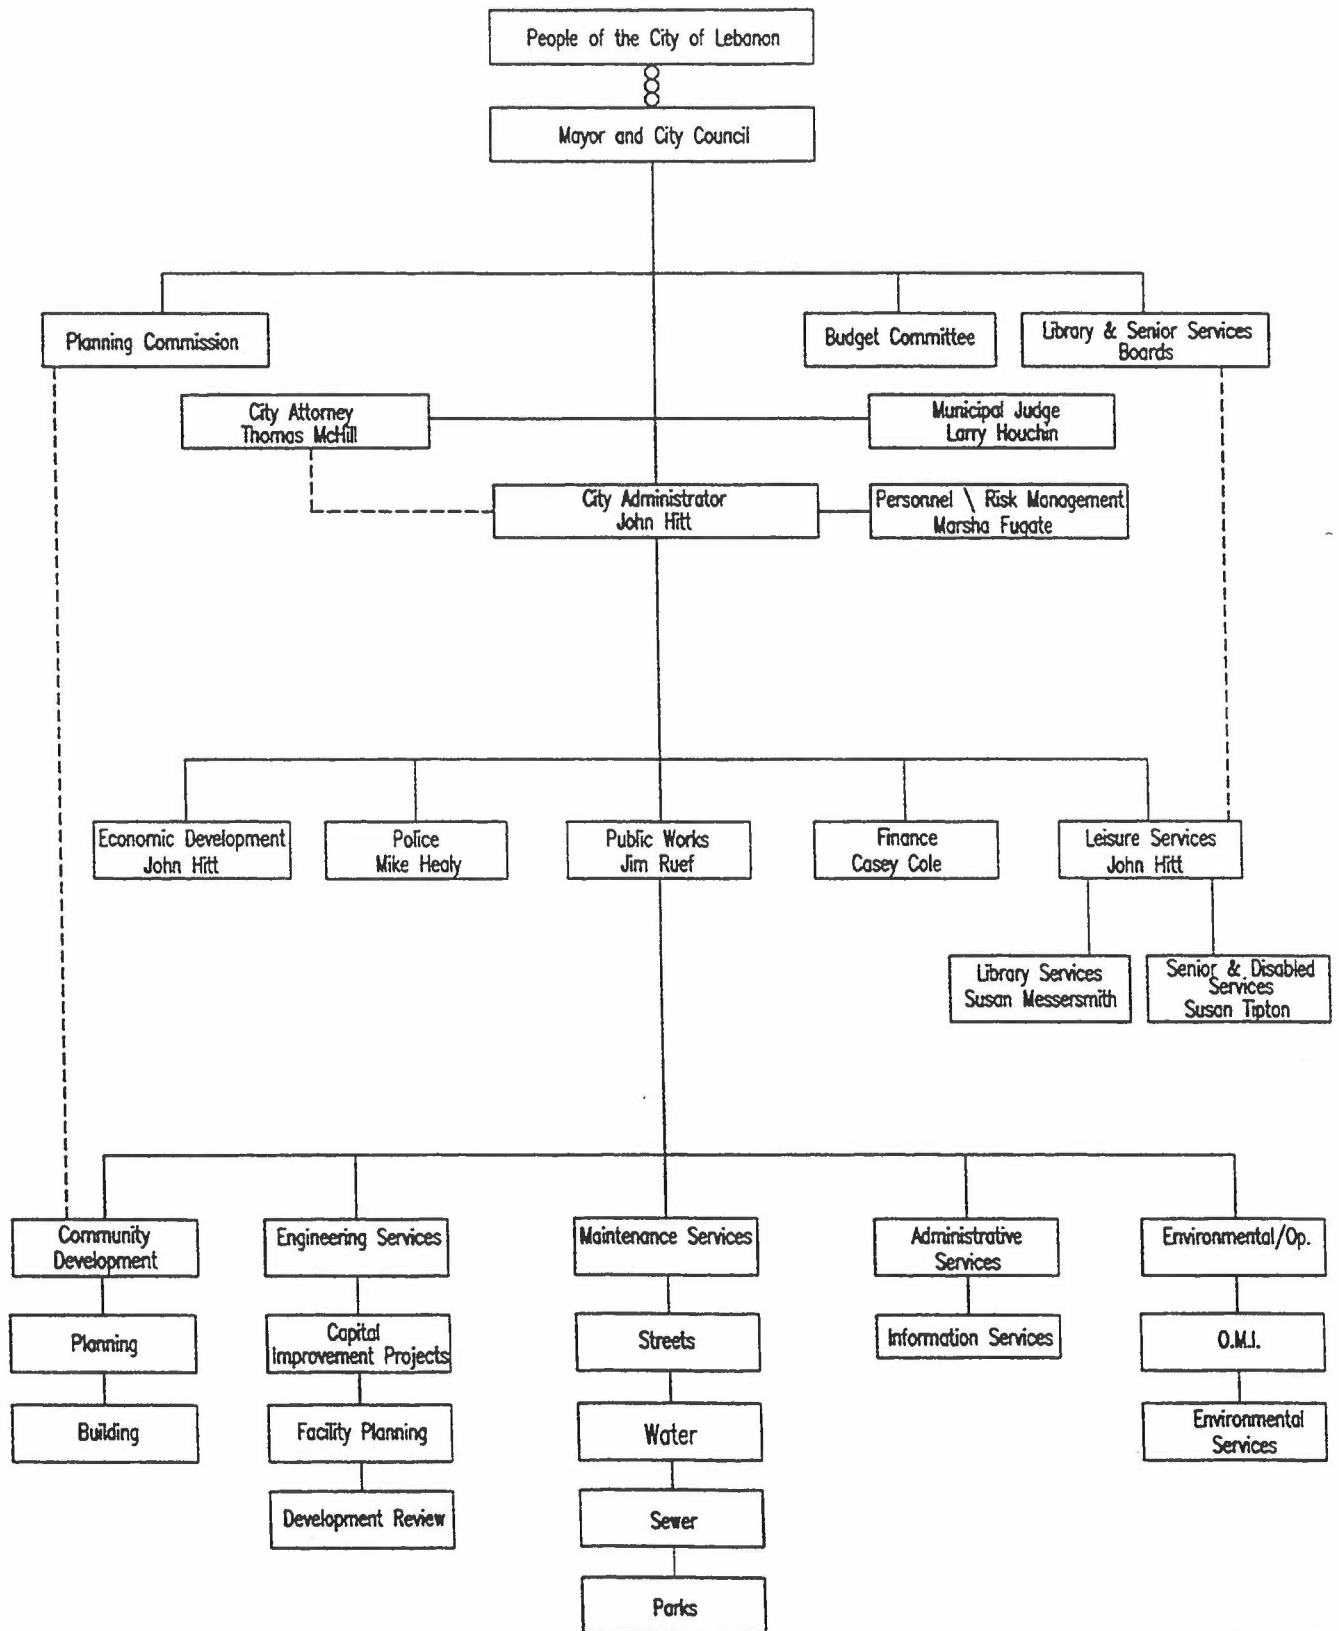 People of the City of Lebanon
Mayor and City Council
Planning Commission
Budget Committee
Library & Senior Services
Boards
City Attorney
Thomas McHill
Municipal Judge
Larry Houchin
City Administrator
John Hitt
Personnel \ Risk Management
Marsha Fugate
Economic Development
John Hitt
Police
Mike Healy
Public Works
Jim Ruef
Finance
Casey Cole
Leisure Services
John Hitt
Library Services
Susan Messersmith
Senior & Disabled
Services
Susan Tipton
Community
Development
Engineering Services
Maintenance Services
Administrative
Services
Environmental/Op.
Planning
Capital
Improvement Projects
Streets
Information Services
O.M.I.
Building
Facility Planning
Water
Environmental
Services
Development Review
Sewer
Parks